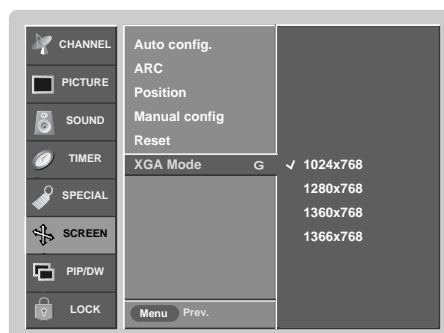 CHANNEL
PICTURE
SOUND
TIMER
SPECIAL
SCREEN
PIP/DW
LOCK
Auto config.
ARC
Position
Manual config
Reset
XGA Mode G
Menu Prev.
✓ 1024x768
1280x768
1360x768
1366x768